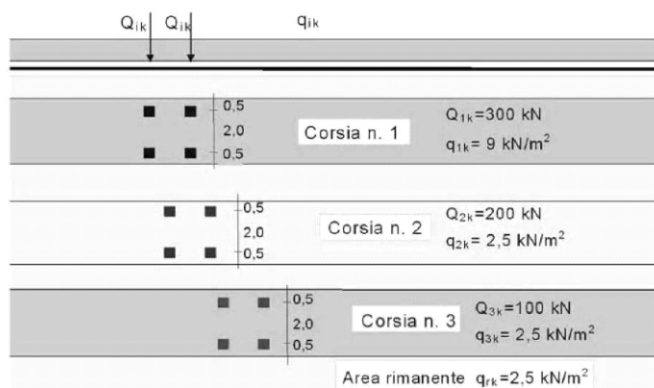 Qik Qik qik
0,5
2,0
0,5
Corsia n. 1
Q1k=300 kN
q1k= 9 kN/m²
0,5
2,0
0,5
Corsia n. 2
Q2k=200 kN
q2k= 2,5 kN/m²
0,5
2,0
0,5
Corsia n. 3
Q3k=100 kN
q3k= 2,5 kN/m²
Area rimanente qrk=2,5 kN/m²